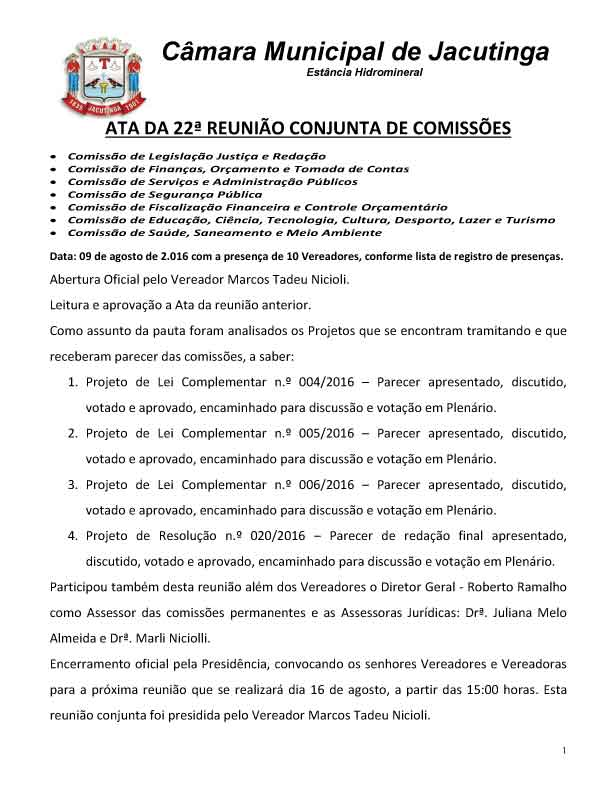 Câmara Municipal de Jacutinga
Estância Hidromineral
1835 JACUTINGA 1901
ATA DA 22ª REUNIÃO CONJUNTA DE COMISSÕES
• Comissão de Legislação Justiça e Redação
• Comissão de Finanças, Orçamento e Tomada de Contas
• Comissão de Serviços e Administração Públicos
• Comissão de Segurança Pública
• Comissão de Fiscalização Financeira e Controle Orçamentário
• Comissão de Educação, Ciência, Tecnologia, Cultura, Desporto, Lazer e Turismo
• Comissão de Saúde, Saneamento e Meio Ambiente
Data: 09 de agosto de 2.016 com a presença de 10 Vereadores, conforme lista de registro de presenças.
Abertura Oficial pelo Vereador Marcos Tadeu Nicioli.
Leitura e aprovação a Ata da reunião anterior.
Como assunto da pauta foram analisados os Projetos que se encontram tramitando e que
receberam parecer das comissões, a saber:
1. Projeto de Lei Complementar n.º 004/2016 – Parecer apresentado, discutido,
votado e aprovado, encaminhado para discussão e votação em Plenário.
2. Projeto de Lei Complementar n.º 005/2016 – Parecer apresentado, discutido,
votado e aprovado, encaminhado para discussão e votação em Plenário.
3. Projeto de Lei Complementar n.º 006/2016 – Parecer apresentado, discutido,
votado e aprovado, encaminhado para discussão e votação em Plenário.
4. Projeto de Resolução n.º 020/2016 – Parecer de redação final apresentado,
discutido, votado e aprovado, encaminhado para discussão e votação em Plenário.
Participou também desta reunião além dos Vereadores o Diretor Geral - Roberto Ramalho
como Assessor das comissões permanentes e as Assessoras Jurídicas: Drª. Juliana Melo
Almeida e Drª. Marli Niciolli.
Encerramento oficial pela Presidência, convocando os senhores Vereadores e Vereadoras
para a próxima reunião que se realizará dia 16 de agosto, a partir das 15:00 horas. Esta
reunião conjunta foi presidida pelo Vereador Marcos Tadeu Nicioli.
1